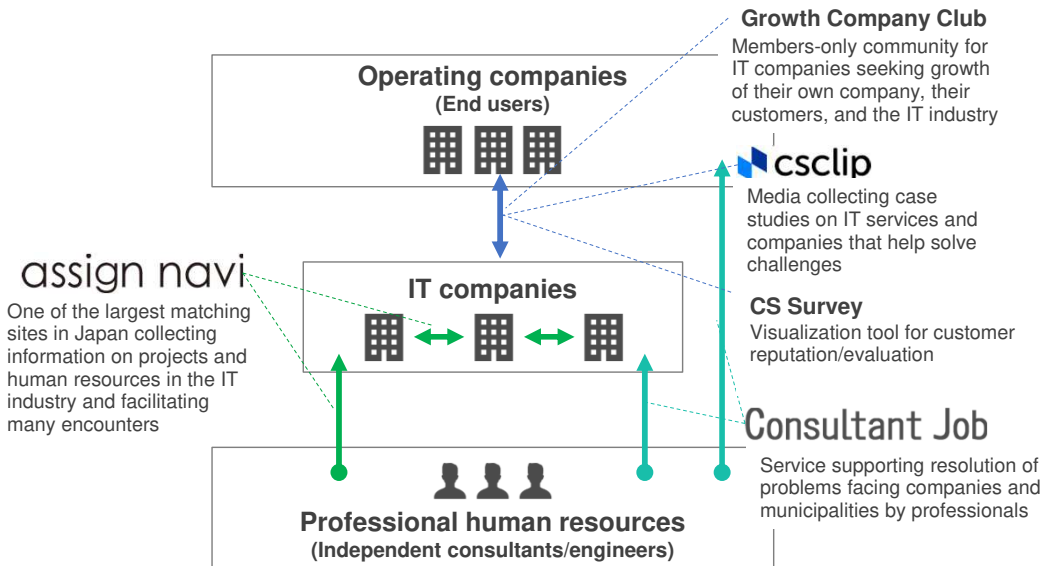 Growth Company Club
Members-only community for
IT companies seeking growth
of their own company, their
customers, and the IT industry
Operating companies
(End users)
csclip
Media collecting case
studies on IT services and
companies that help solve
challenges
assign navi
One of the largest matching
sites in Japan collecting
information on projects and
human resources in the IT
industry and facilitating
many encounters
IT companies
CS Survey
Visualization tool for customer
reputation/evaluation
Consultant Job
Service supporting resolution of
problems facing companies and
municipalities by professionals
Professional human resources
(Independent consultants/engineers)